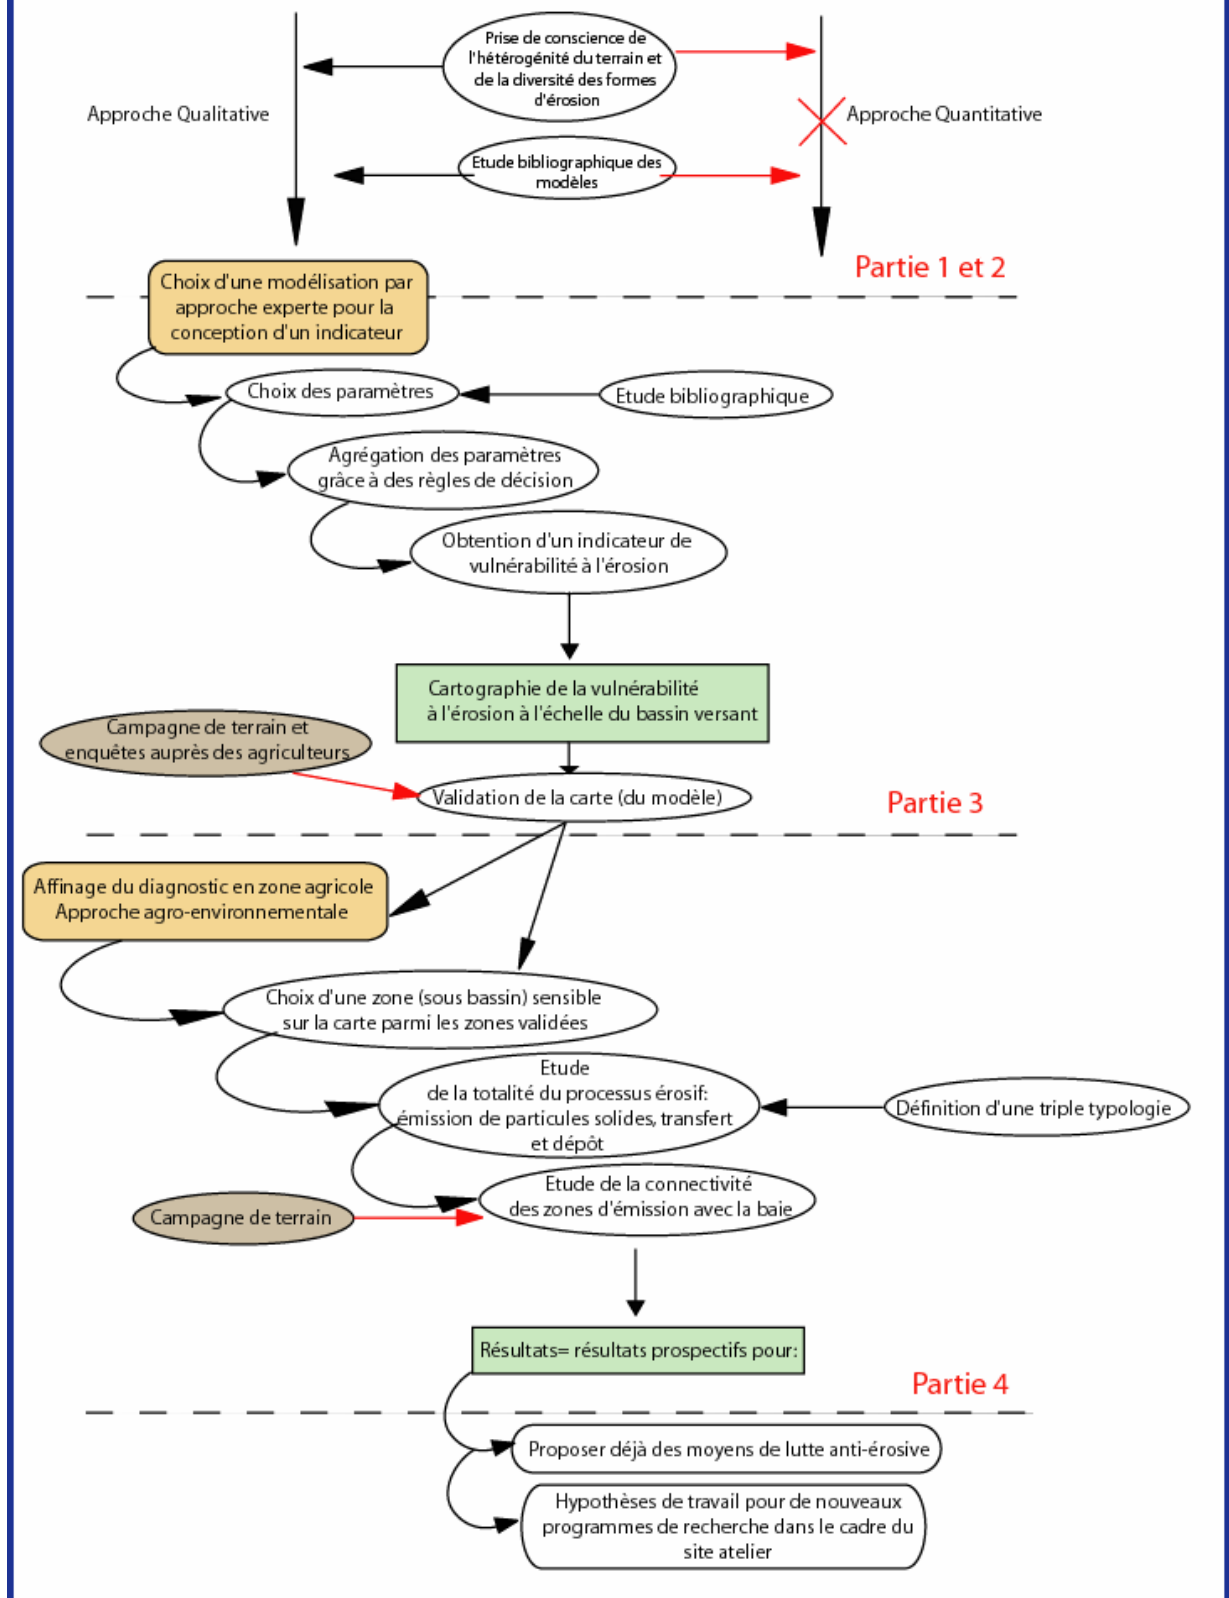 Prise de conscience de
l'hétérogénité du terrain et
de la diversité des formes
d'érosion
Approche Qualitative
Approche Quantitative
Etude bibliographique des
modèles
Partie 1 et 2
Choix d'une modélisation par
approche experte pour la
conception d'un indicateur
Choix des paramètres
Etude bibliographique
Agrégation des paramètres
grâce à des règles de décision
Obtention d'un indicateur de
vulnérabilité à l'érosion
Cartographie de la vulnérabilité
à l'érosion à l'échelle du bassin versant
Campagne de terrain et
enquêtes auprès des agriculteurs
Validation de la carte (du modèle)
Partie 3
Affinage du diagnostic en zone agricole
Approche agro-environnementale
Choix d'une zone (sous bassin) sensible
sur la carte parmi les zones validées
Etude
de la totalité du processus érosif:
émission de particules solides, transfert
et dépôt
Définition d'une triple typologie
Etude de la connectivité
des zones d'émission avec la baie
Campagne de terrain
Résultats= résultats prospectifs pour:
Partie 4
Proposer déjà des moyens de lutte anti-érosive
Hypothèses de travail pour de nouveaux
programmes de recherche dans le cadre du
site atelier